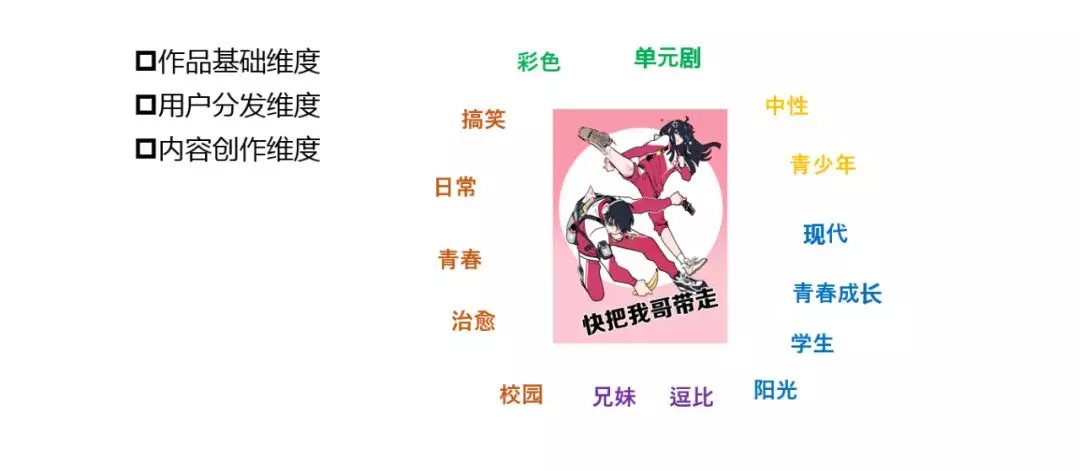 作品基础维度
用户分发维度
内容创作维度
彩色
单元剧
搞笑
中性
日常
青少年
青春
现代
治愈
青春成长
学生
快把我哥带走
校园
兄妹
逗比
阳光